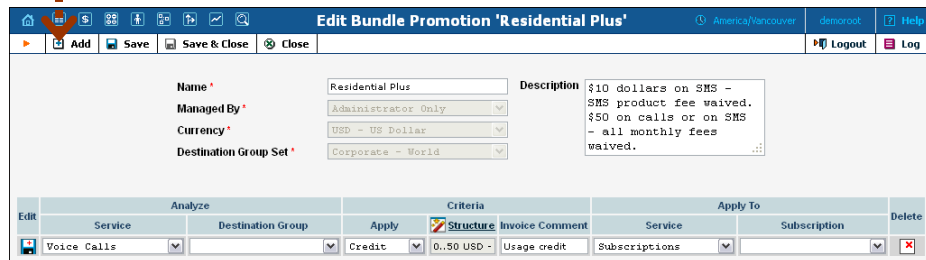 Edit Bundle Promotion 'Residential Plus' America/Vancouver demoroot ? Help
Add Save Save & Close Close Logout Log
Name * Residential Plus Description
$10 dollars on SMS -
SMS product fee waived.
$50 on calls or on SMS
- all monthly fees
waived.
Managed By * Administrator Only
Currency * USD - US Dollar
Destination Group Set * Corporate - World
Edit Analyze Criteria Apply To Delete
Service Destination Group Apply Structure Invoice Comment Service Subscription
Voice Calls Credit 0..50 USD - Usage credit Subscriptions